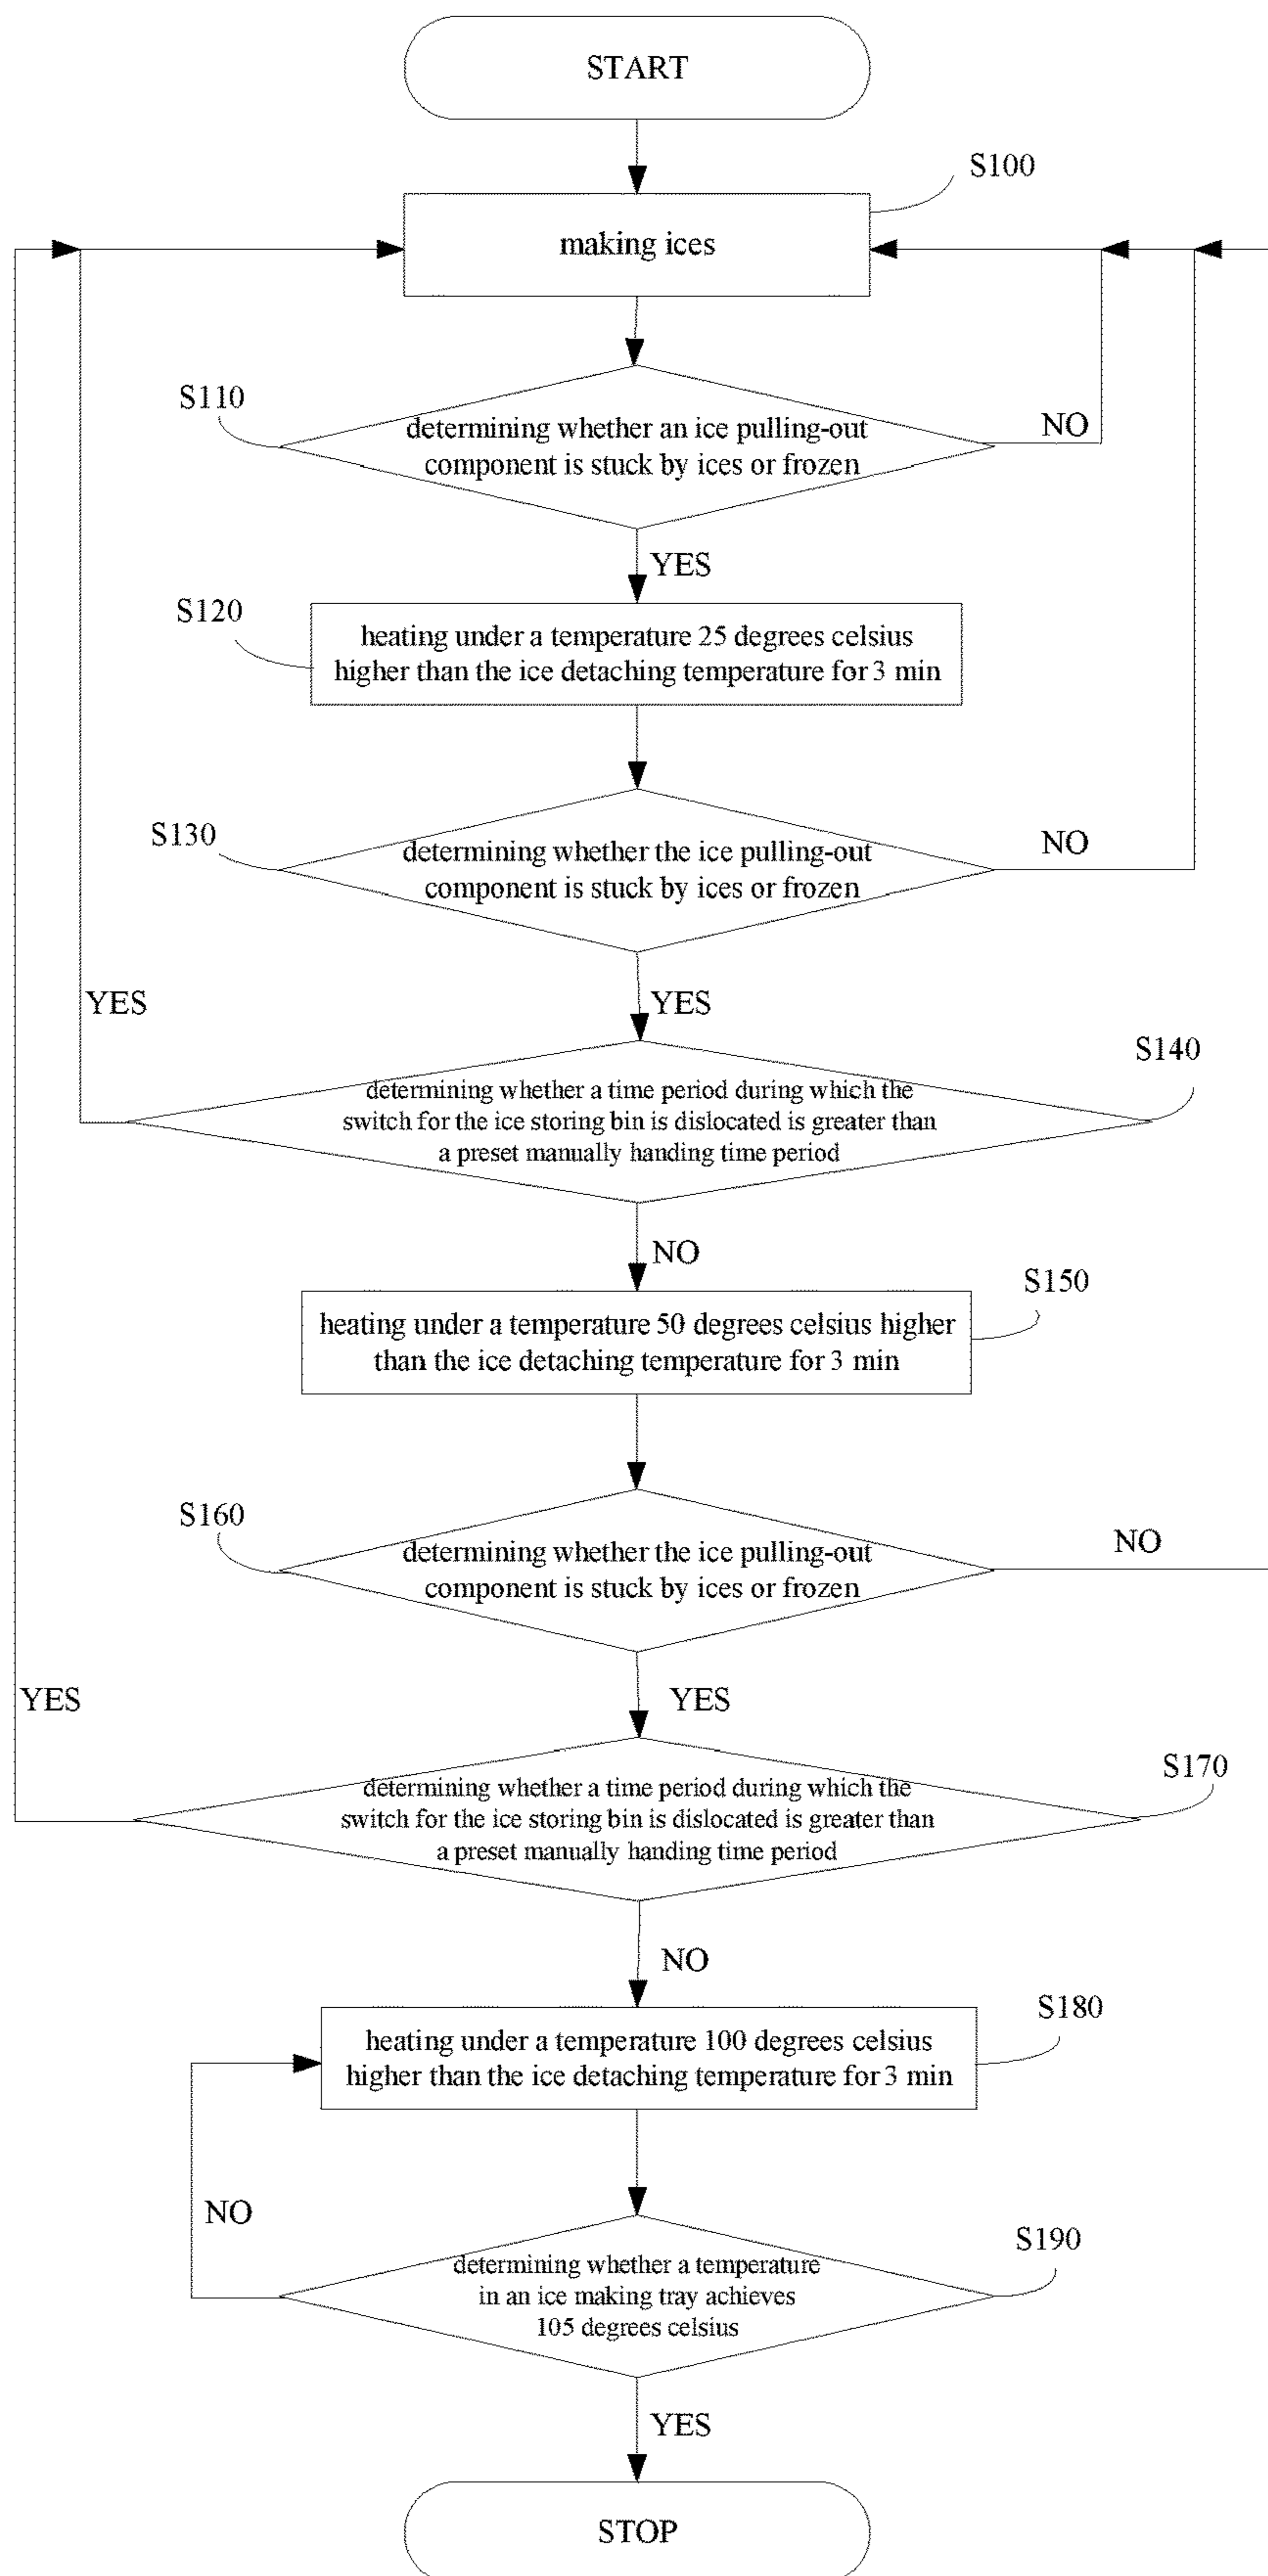 START
S100
making ices
S110
determining whether an ice pulling-out
component is stuck by ices or frozen
NO
YES
S120
heating under a temperature 25 degrees celsius
higher than the ice detaching temperature for 3 min
S130
determining whether the ice pulling-out
component is stuck by ices or frozen
NO
YES
YES
S140
determining whether a time period during which the
switch for the ice storing bin is dislocated is greater than
a preset manually handing time period
NO
S150
heating under a temperature 50 degrees celsius higher
than the ice detaching temperature for 3 min
S160
determining whether the ice pulling-out
component is stuck by ices or frozen
NO
YES
YES
S170
determining whether a time period during which the
switch for the ice storing bin is dislocated is greater than
a preset manually handing time period
NO
S180
heating under a temperature 100 degrees celsius
higher than the ice detaching temperature for 3 min
NO
S190
determining whether a temperature
in an ice making tray achieves
105 degrees celsius
YES
STOP